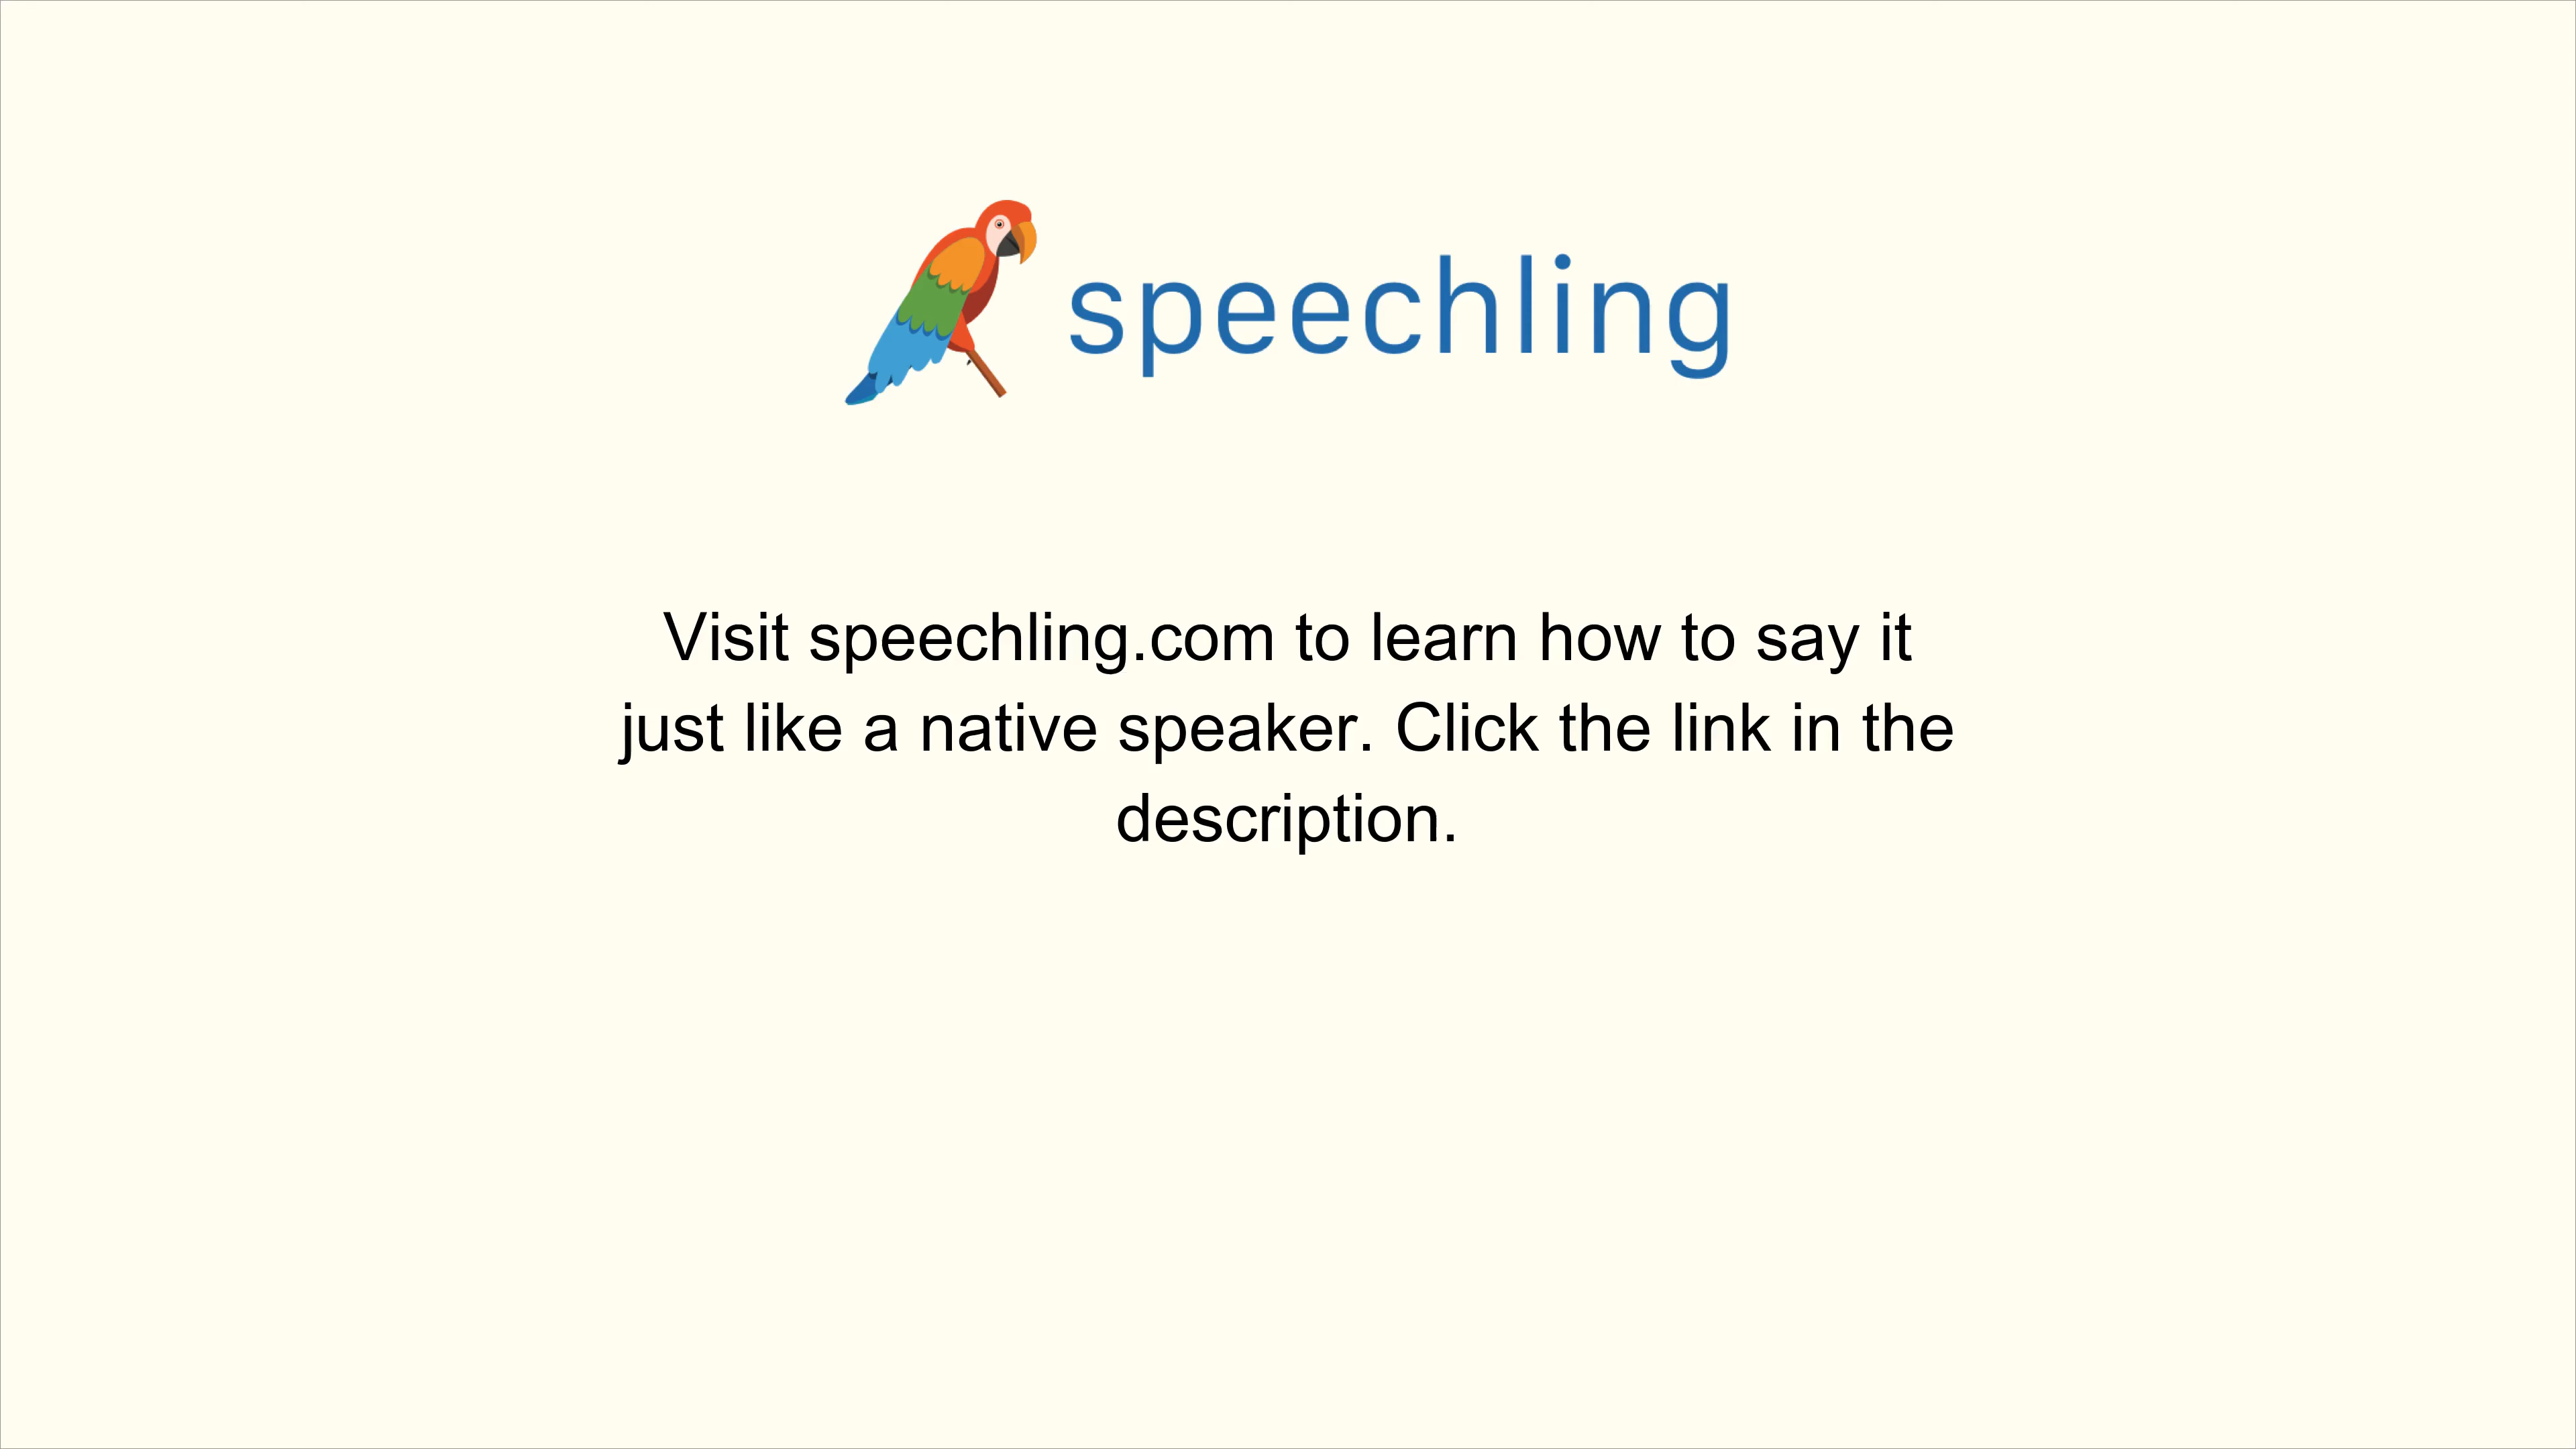 speechling
Visit speechling.com to learn how to say it
just like a native speaker. Click the link in the
description.